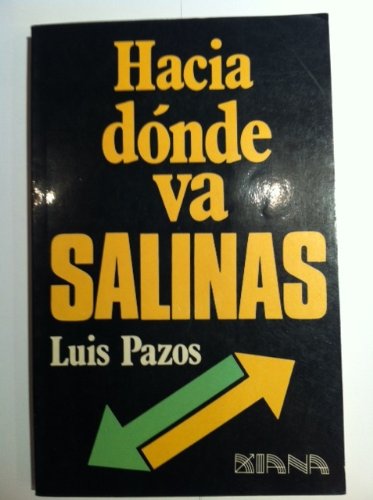 Hacia
dónde
va
SALINAS
Luis Pazos
DIANA